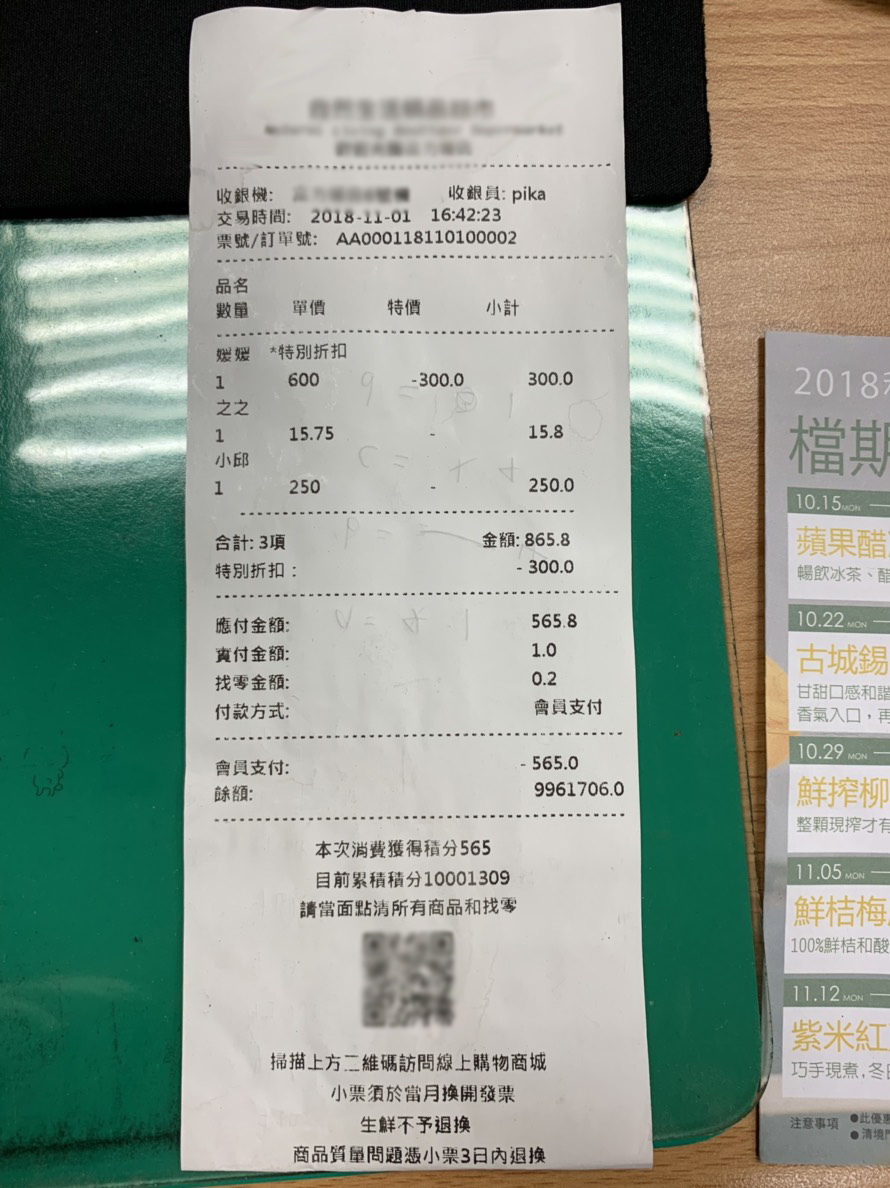 收銀機: 收銀員: pika
交易時間: 2018-11-01 16:42:23
票號/訂單號: AA000118110100002
品名
數量 單價 特價 小計
媛媛 *特別折扣
1 600 -300.0 300.0
之之
1 15.75 - 15.8
小邱
1 250 - 250.0
合計: 3項 金額: 865.8
特別折扣: - 300.0
應付金額: 565.8
實付金額: 1.0
找零金額: 0.2
付款方式: 會員支付
會員支付: - 565.0
餘額: 9961706.0
本次消費獲得積分565
目前累積積分10001309
請當面點清所有商品和找零
掃描上方二維碼訪問線上購物商城
小票須於當月換開發票
生鮮不予退換
商品質量問題憑小票3日內退換
2018
檔期
10.15 MON
蘋果醋
暢飲冰茶、醋
10.22 MON
古城錫
甘甜口感和諧
香氣入口，再
10.29 MON
鮮搾柳
整顆現搾才有
11.05 MON
鮮桔梅
100%鮮桔和酸
11.12 MON
紫米紅
巧手現煮，冬
注意事項 ●此優惠
●清境